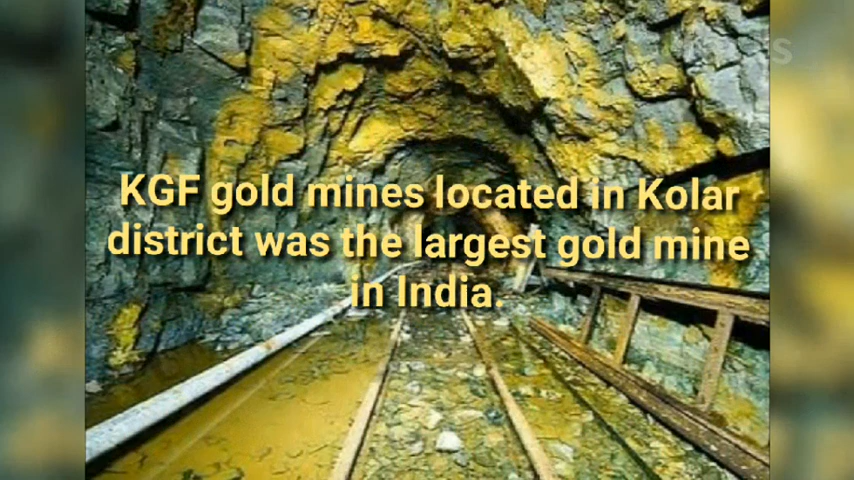 KGF gold mines located in Kolar
district was the largest gold mine
in India.